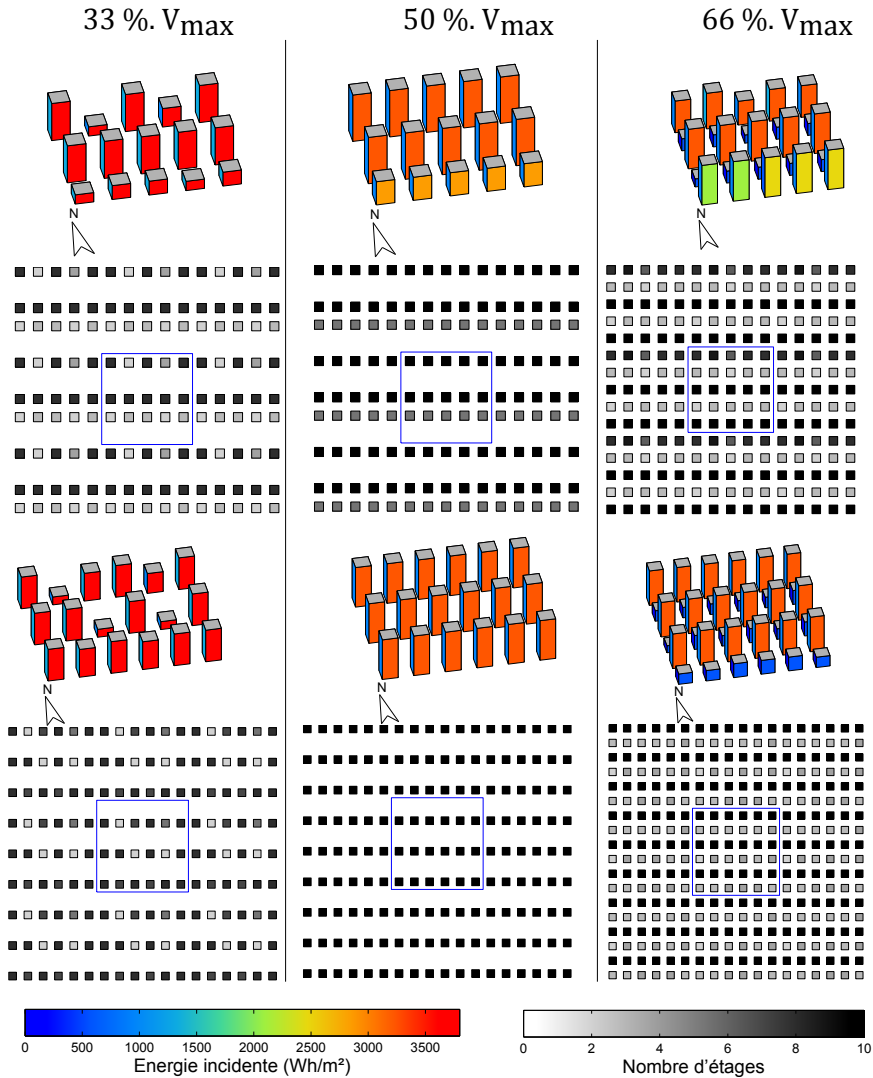 33 %. Vmax 50 %. Vmax 66 %. Vmax
N N N
N N N
0 500 1000 1500 2000 2500 3000 3500
Energie incidente (Wh/m²)
0 2 4 6 8 10
Nombre d'étages